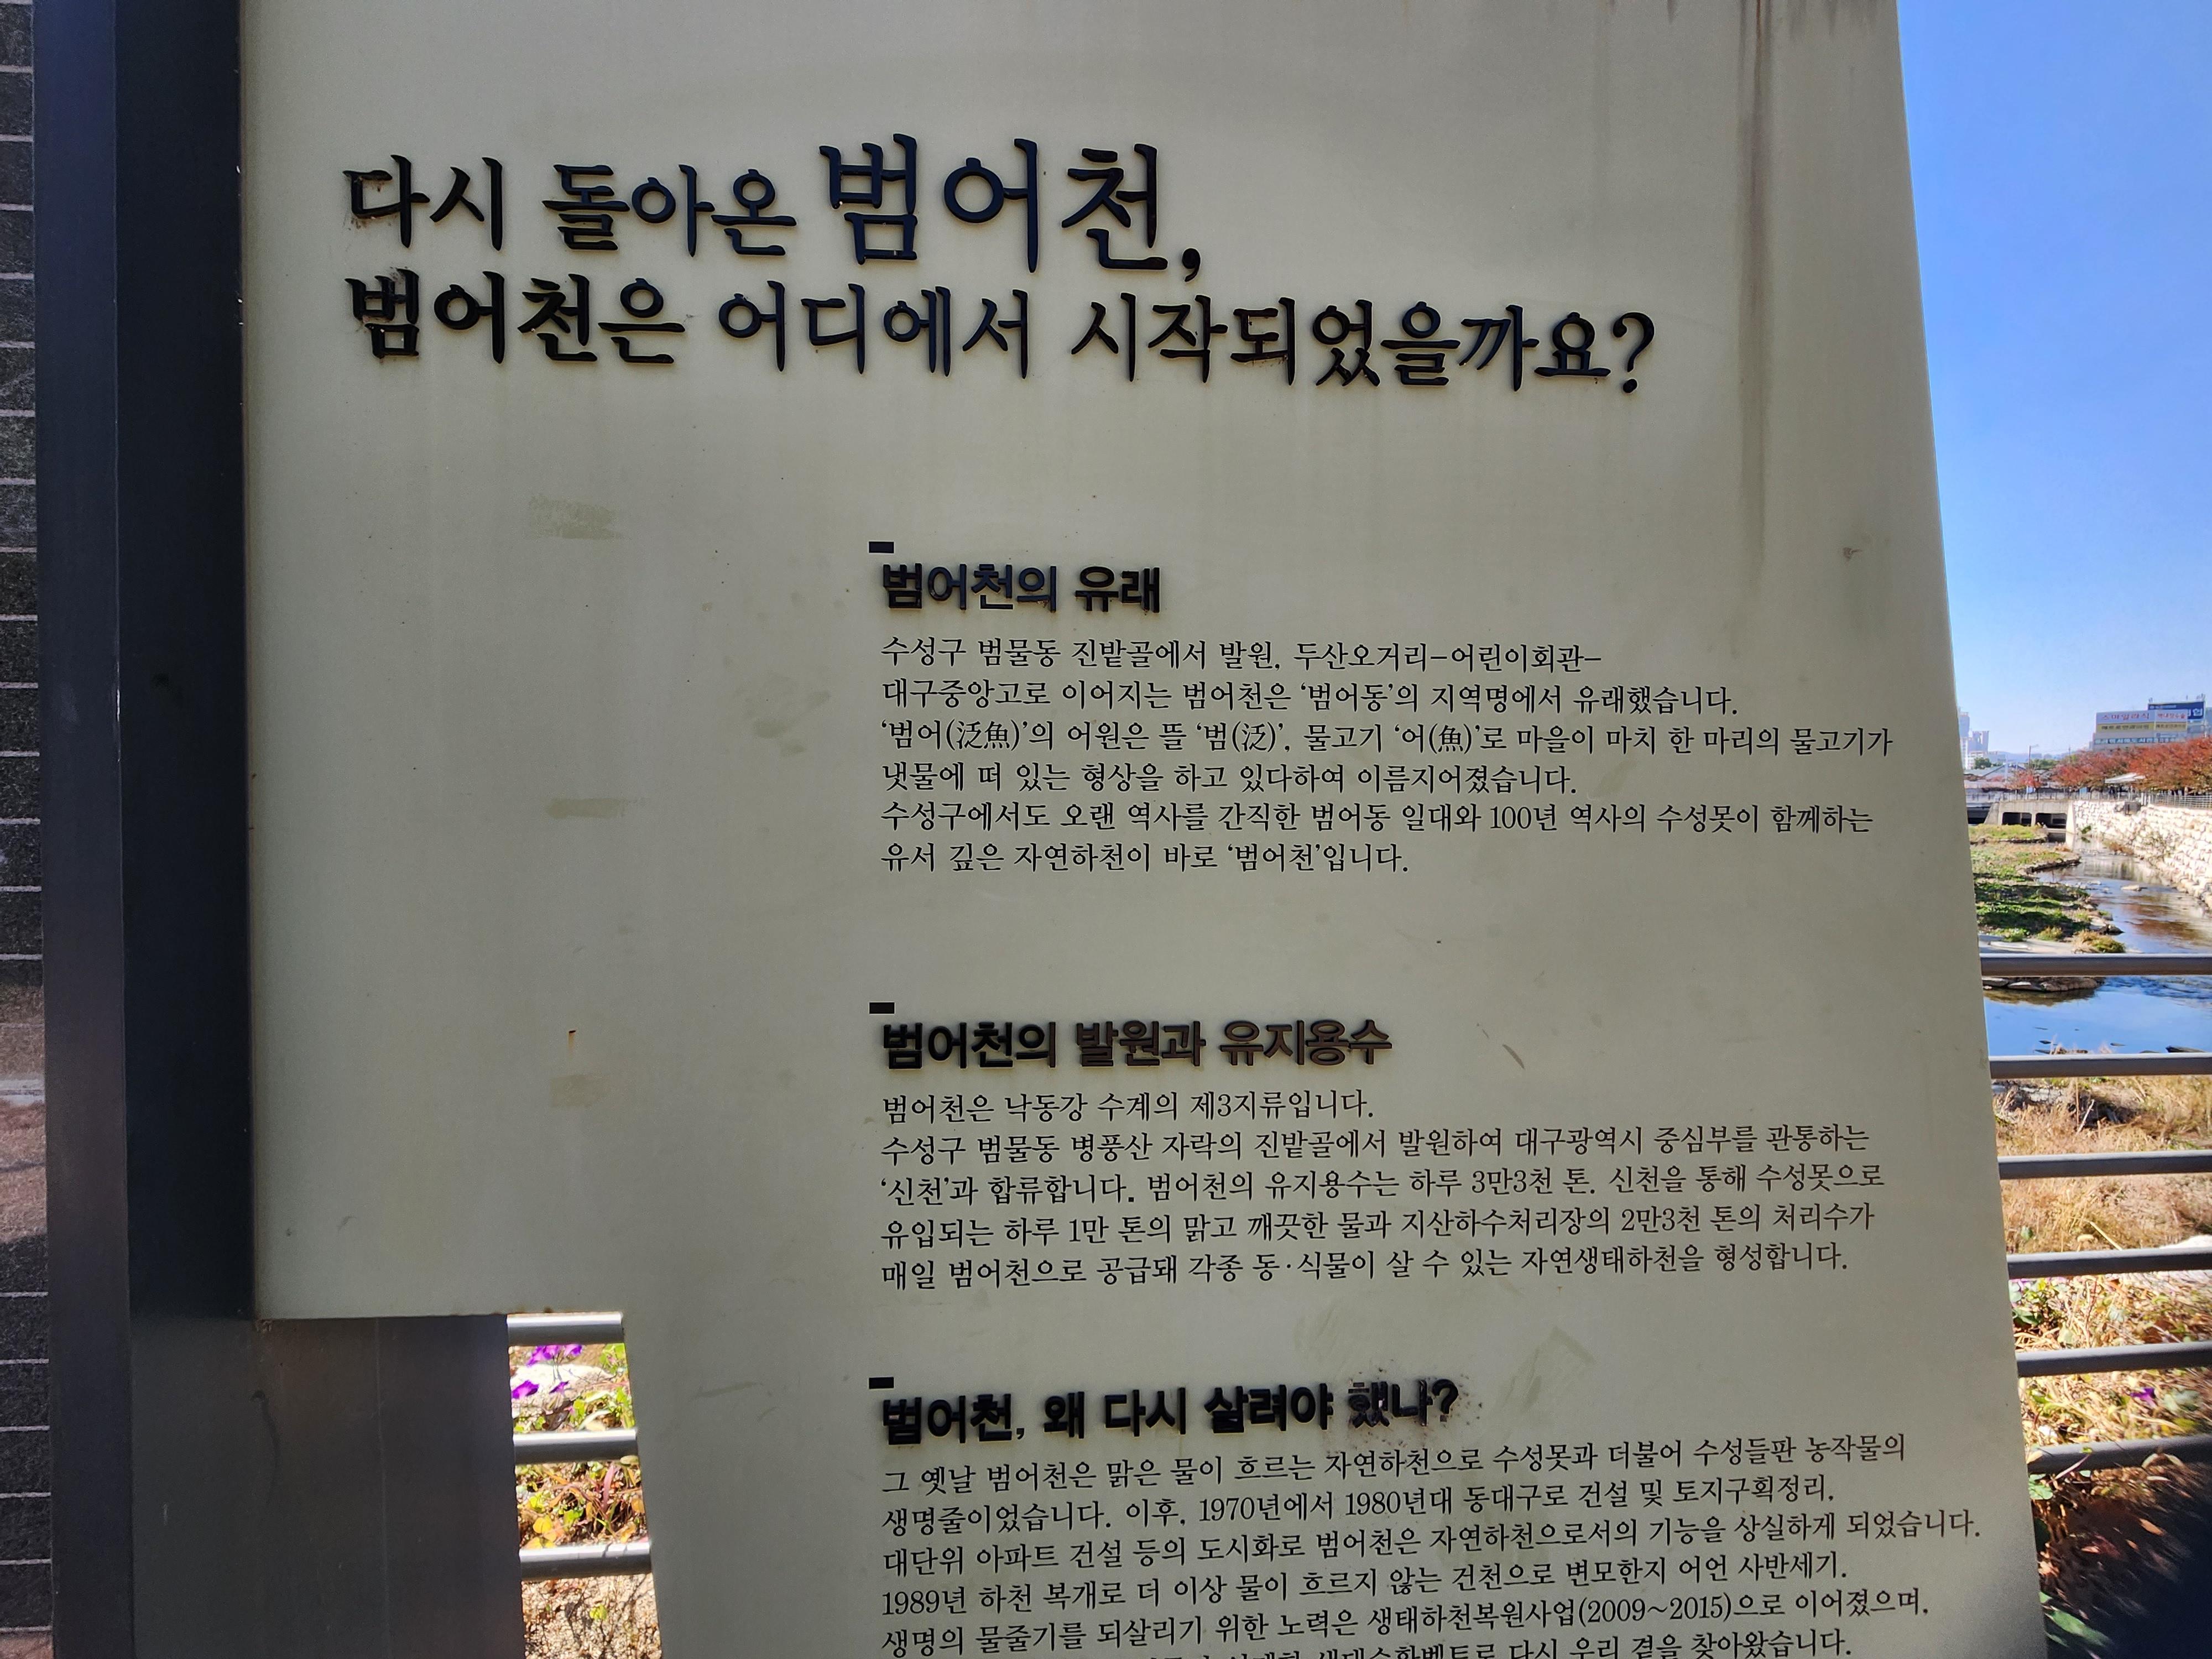 다시 돌아온 범어천,
범어천은 어디에서 시작되었을까요?
범어천의 유래
수성구 범물동 진밭골에서 발원, 두산오거리-어린이회관-
대구중앙고로 이어지는 범어천은 '범어동'의 지역명에서 유래했습니다.
'범어(泛魚)'의 어원은 뜰 '범(泛)', 물고기 '어(魚)'로 마을이 마치 한 마리의 물고기가
냇물에 떠 있는 형상을 하고 있다하여 이름지어졌습니다.
수성구에서도 오랜 역사를 간직한 범어동 일대와 100년 역사의 수성못이 함께하는
유서 깊은 자연하천이 바로 '범어천'입니다.
범어천의 발원과 유지용수
범어천은 낙동강 수계의 제3지류입니다.
수성구 범물동 병풍산 자락의 진밭골에서 발원하여 대구광역시 중심부를 관통하는
'신천'과 합류합니다. 범어천의 유지용수는 하루 3만3천 톤. 신천을 통해 수성못으로
유입되는 하루 1만 톤의 맑고 깨끗한 물과 지산하수처리장의 2만3천 톤의 처리수가
매일 범어천으로 공급돼 각종 동·식물이 살 수 있는 자연생태하천을 형성합니다.
범어천, 왜 다시 살려야 했나?
그 옛날 범어천은 맑은 물이 흐르는 자연하천으로 수성못과 더불어 수성들판 농작물의
생명줄이었습니다. 이후, 1970년에서 1980년대 동대구로 건설 및 토지구획정리,
대단위 아파트 건설 등의 도시화로 범어천은 자연하천으로서의 기능을 상실하게 되었습니다.
1989년 하천 복개로 더 이상 물이 흐르지 않는 건천으로 변모한지 어언 사반세기.
생명의 물줄기를 되살리기 위한 노력은 생태하천복원사업(2009~2015)으로 이어졌으며,
다시 우리 곁을 찾아왔습니다.